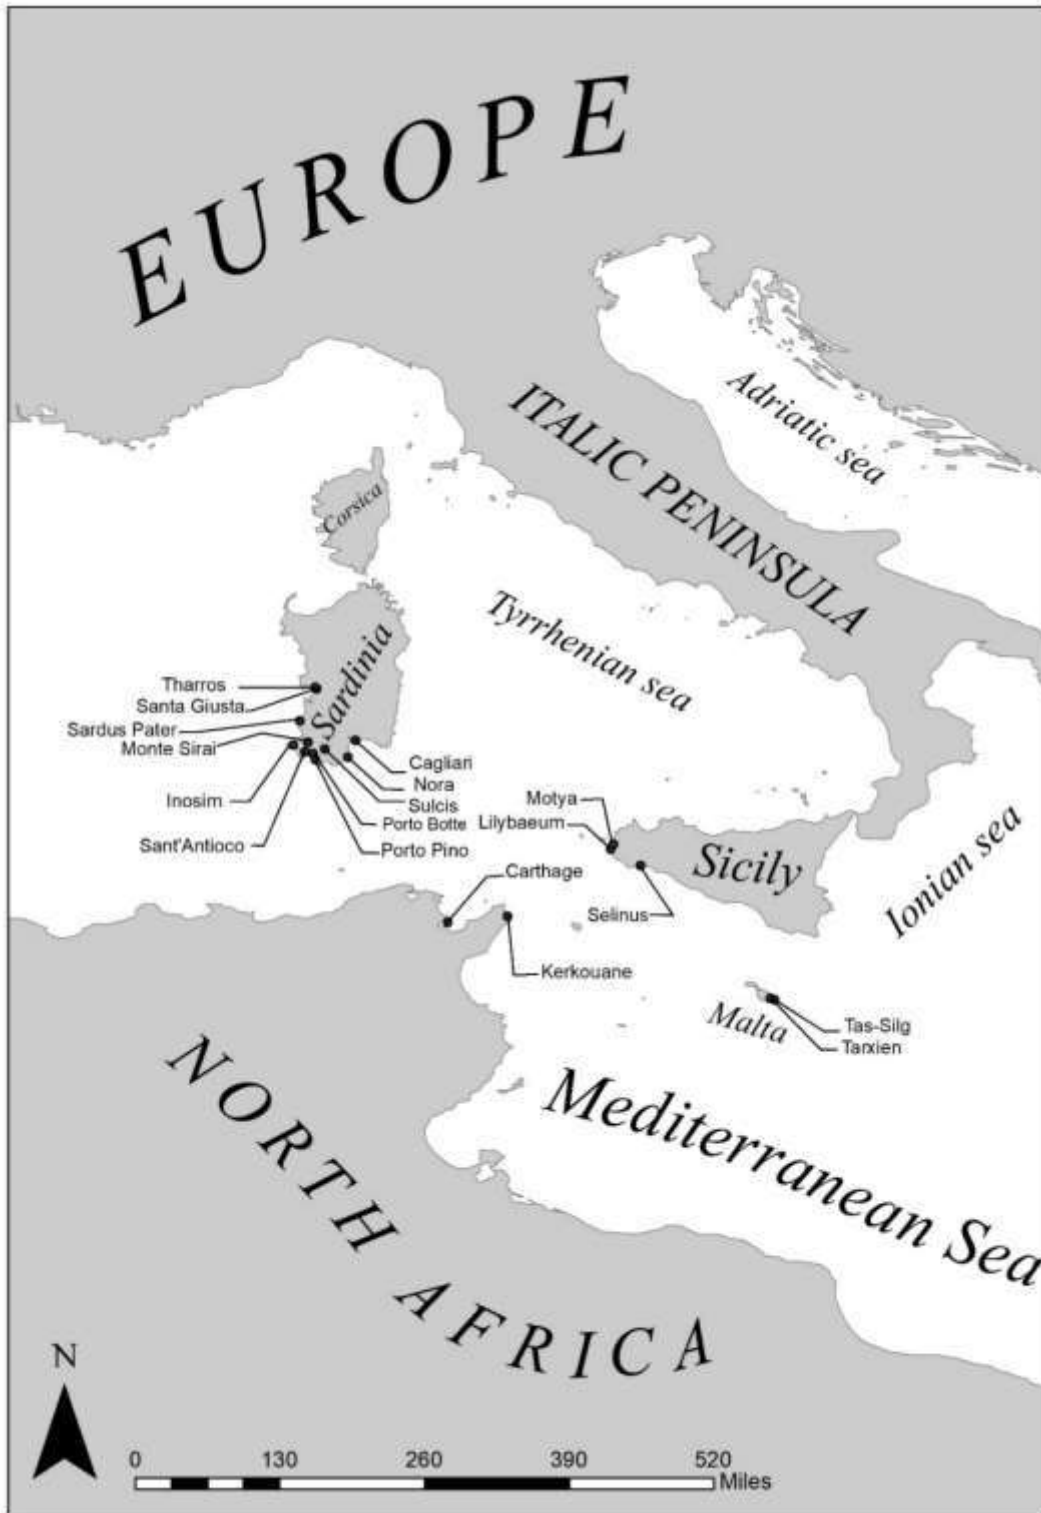 EUROPE
Adriatic sea
ITALIC PENINSULA
Corsica
Tyrrhenian sea
Sardinia
Tharros
Santa Giusta
Sardus Pater
Monte Sirai
Inosim
Sant'Antioco
Cagliari
Nora
Sulcis
Porto Botte
Porto Pino
Motya
Lilybaeum
Sicily
Ionian sea
Carthage
Selinus
Kerkouane
Malta
Tas-Silg
Tarxien
Mediterranean Sea
NORTH AFRICA
N
0 130 260 390 520
Miles